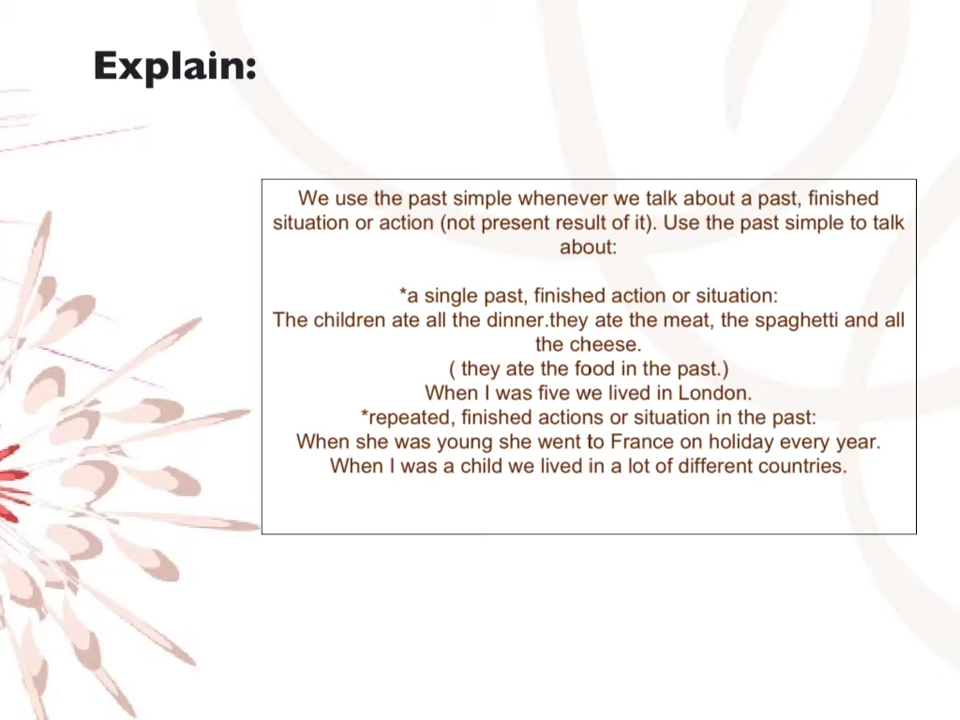 Explain:
We use the past simple whenever we talk about a past, finished
situation or action (not present result of it). Use the past simple to talk
about:
*a single past, finished action or situation:
The children ate all the dinner.they ate the meat, the spaghetti and all
the cheese.
( they ate the food in the past.)
When I was five we lived in London.
*repeated, finished actions or situation in the past:
When she was young she went to France on holiday every year.
When I was a child we lived in a lot of different countries.